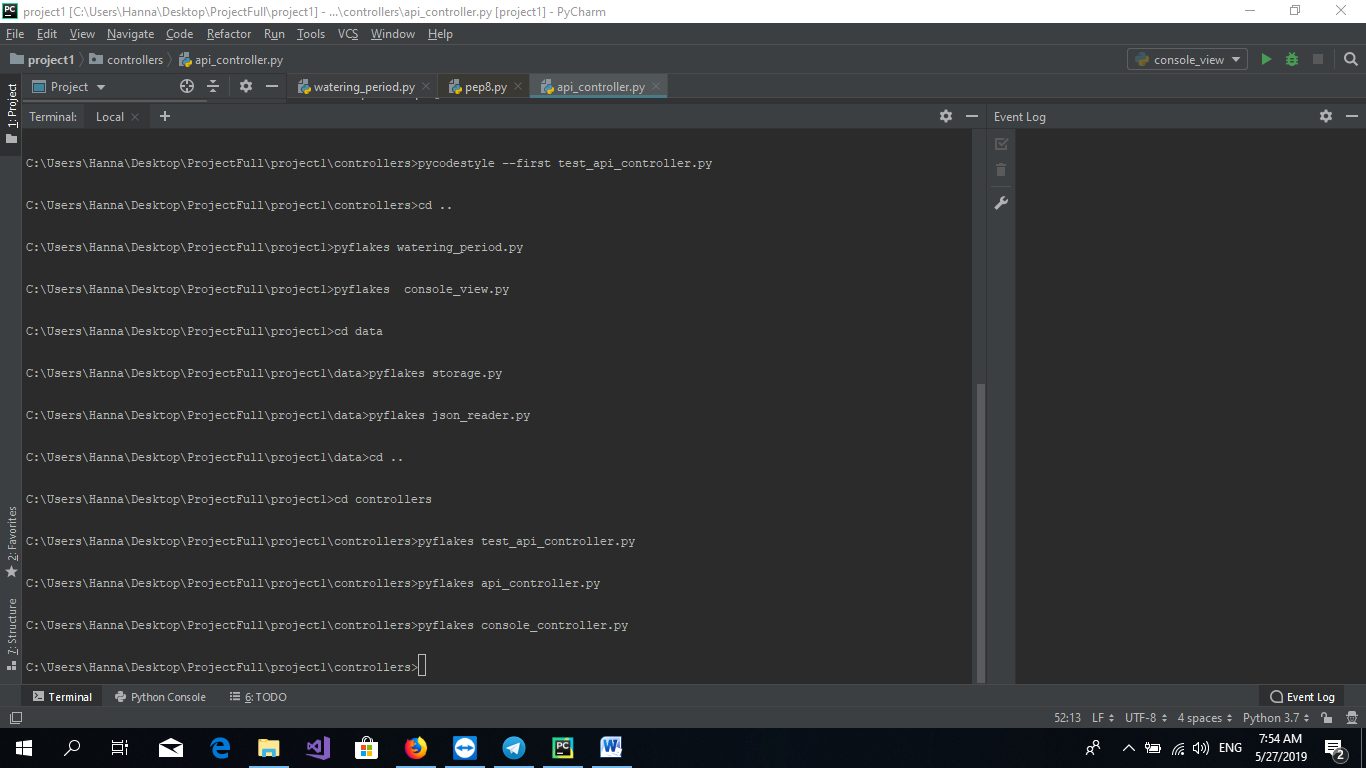 project1 [C:\Users\Hanna\Desktop\ProjectFull\project1] - ...\controllers\api_controller.py [project1] - PyCharm
File Edit View Navigate Code Refactor Run Tools VCS Window Help
project1 controllers api_controller.py console_view
Project watering_period.py pep8.py api_controller.py
1: Project
Terminal: Local + Event Log
C:\Users\Hanna\Desktop\ProjectFull\project1\controllers>pycodestyle --first test_api_controller.py
C:\Users\Hanna\Desktop\ProjectFull\project1\controllers>cd ..
C:\Users\Hanna\Desktop\ProjectFull\project1>pyflakes watering_period.py
C:\Users\Hanna\Desktop\ProjectFull\project1>pyflakes  console_view.py
C:\Users\Hanna\Desktop\ProjectFull\project1>cd data
C:\Users\Hanna\Desktop\ProjectFull\project1\data>pyflakes storage.py
C:\Users\Hanna\Desktop\ProjectFull\project1\data>pyflakes json_reader.py
C:\Users\Hanna\Desktop\ProjectFull\project1\data>cd ..
C:\Users\Hanna\Desktop\ProjectFull\project1>cd controllers
C:\Users\Hanna\Desktop\ProjectFull\project1\controllers>pyflakes test_api_controller.py
C:\Users\Hanna\Desktop\ProjectFull\project1\controllers>pyflakes api_controller.py
C:\Users\Hanna\Desktop\ProjectFull\project1\controllers>pyflakes console_controller.py
C:\Users\Hanna\Desktop\ProjectFull\project1\controllers>
2: Favorites
7: Structure
Terminal Python Console 6: TODO Event Log
52:13 LF UTF-8 4 spaces Python 3.7
ENG 7:54 AM
5/27/2019 2